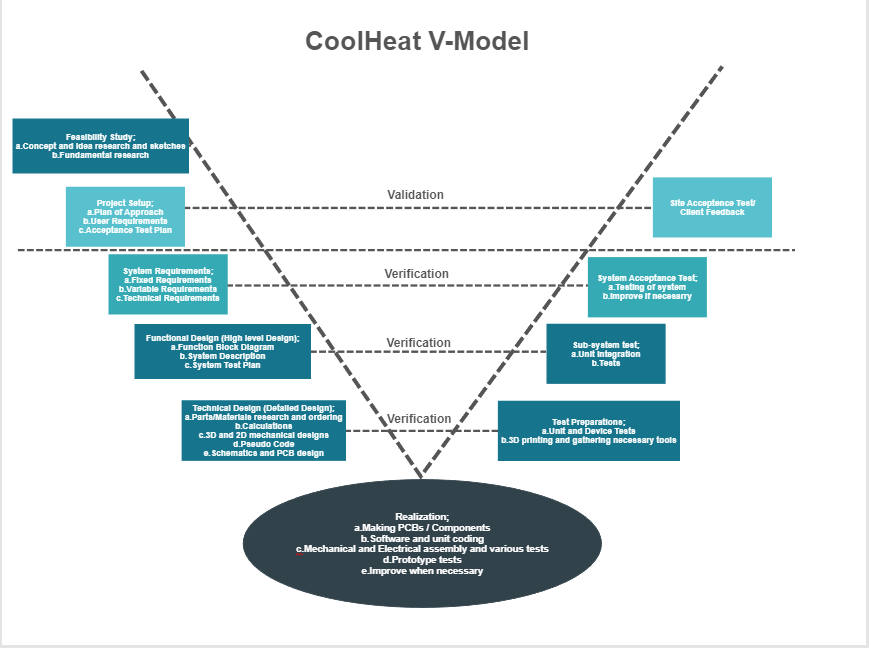 CoolHeat V-Model
Feasibility Study;
a.Concept and Idea research and sketches
b.Fundamental research
Project Setup;
a.Plan of Approach
b.User Requirements
c.Acceptance Test Plan
Validation
Site Acceptance Test/
Client Feedback
System Requirements;
a.Fixed Requirements
b.Variable Requirements
c.Technical Requirements
Verification
System Acceptance Test;
a.Testing of system
b.Improve if necesarry
Functional Design (High level Design);
a.Function Block Diagram
b.System Description
c.System Test Plan
Verification
Sub-system test;
a.Unit Integration
b.Tests
Technical Design (Detailed Design);
a.Parts/Materials research and ordering
b.Calculations
c.3D and 2D mechanical designs
d.Pseudo Code
e.Schematics and PCB design
Verification
Test Preparations;
a.Unit and Device Tests
b.3D printing and gathering necessary tools
Realization;
a.Making PCBs / Components
b.Software and unit coding
c.Mechanical and Electrical assembly and various tests
d.Prototype tests
e.Improve when necessary